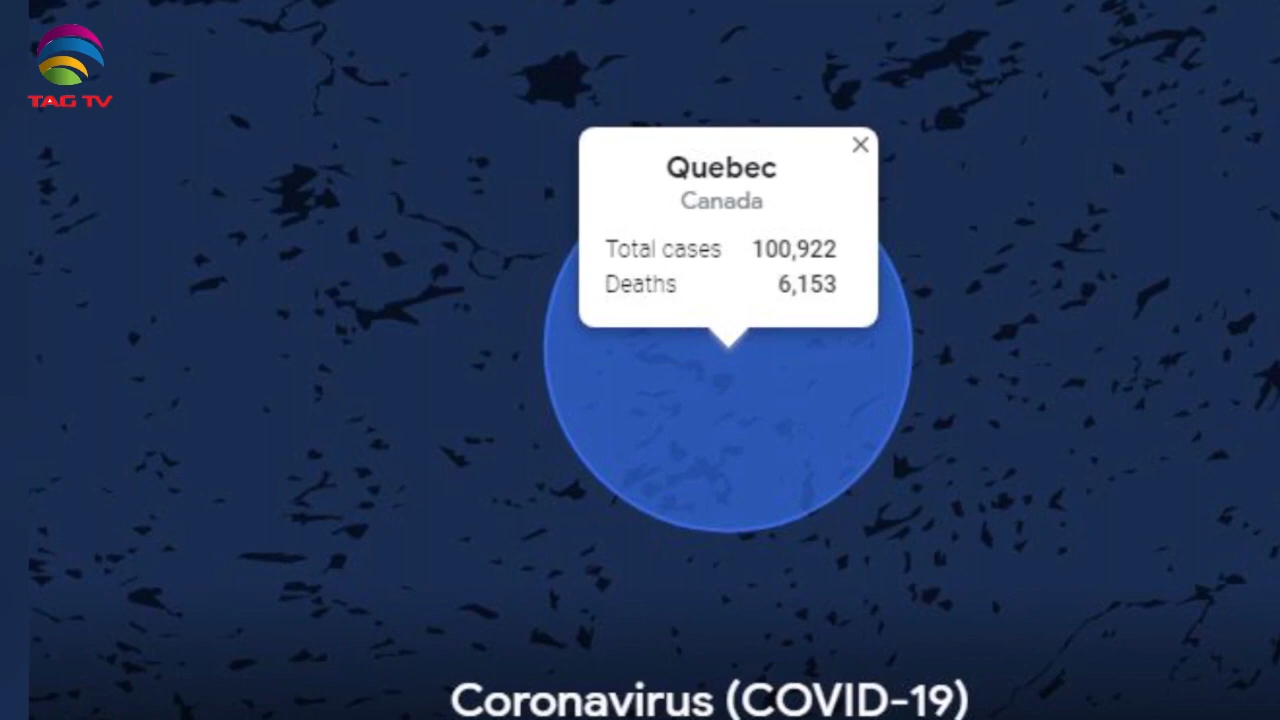 TAG TV
Quebec
Canada
Total cases 100,922
Deaths 6,153
Coronavirus (COVID-19)